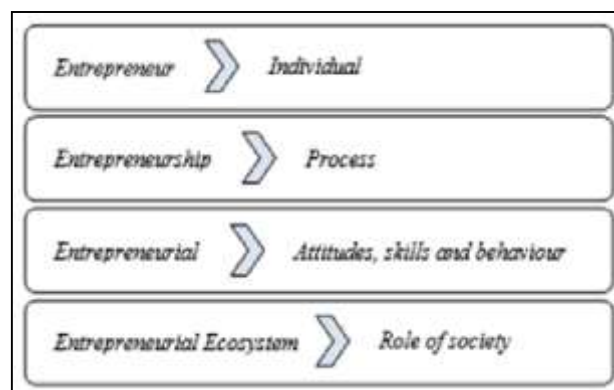 Entrepreneur Individual
Entrepreneurship Process
Entrepreneurial Attitudes, skills and behaviour
Entrepreneurial Ecosystem Role of society